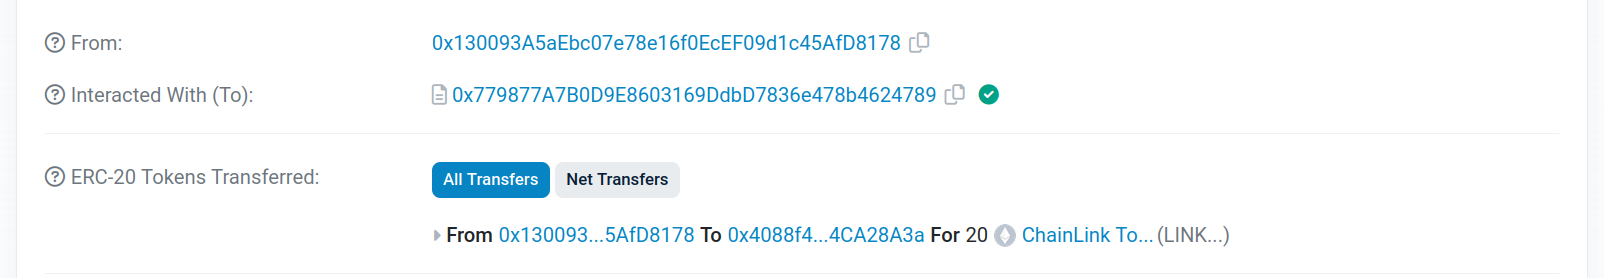 From: 0x130093A5aEbc07e78e16f0EcEF09d1c45AfD8178
Interacted With (To): 0x779877A7B0D9E8603169DdbD7836e478b4624789
ERC-20 Tokens Transferred: All Transfers Net Transfers
From 0x130093...5AfD8178 To 0x4088f4...4CA28A3a For 20 ChainLink To... (LINK...)